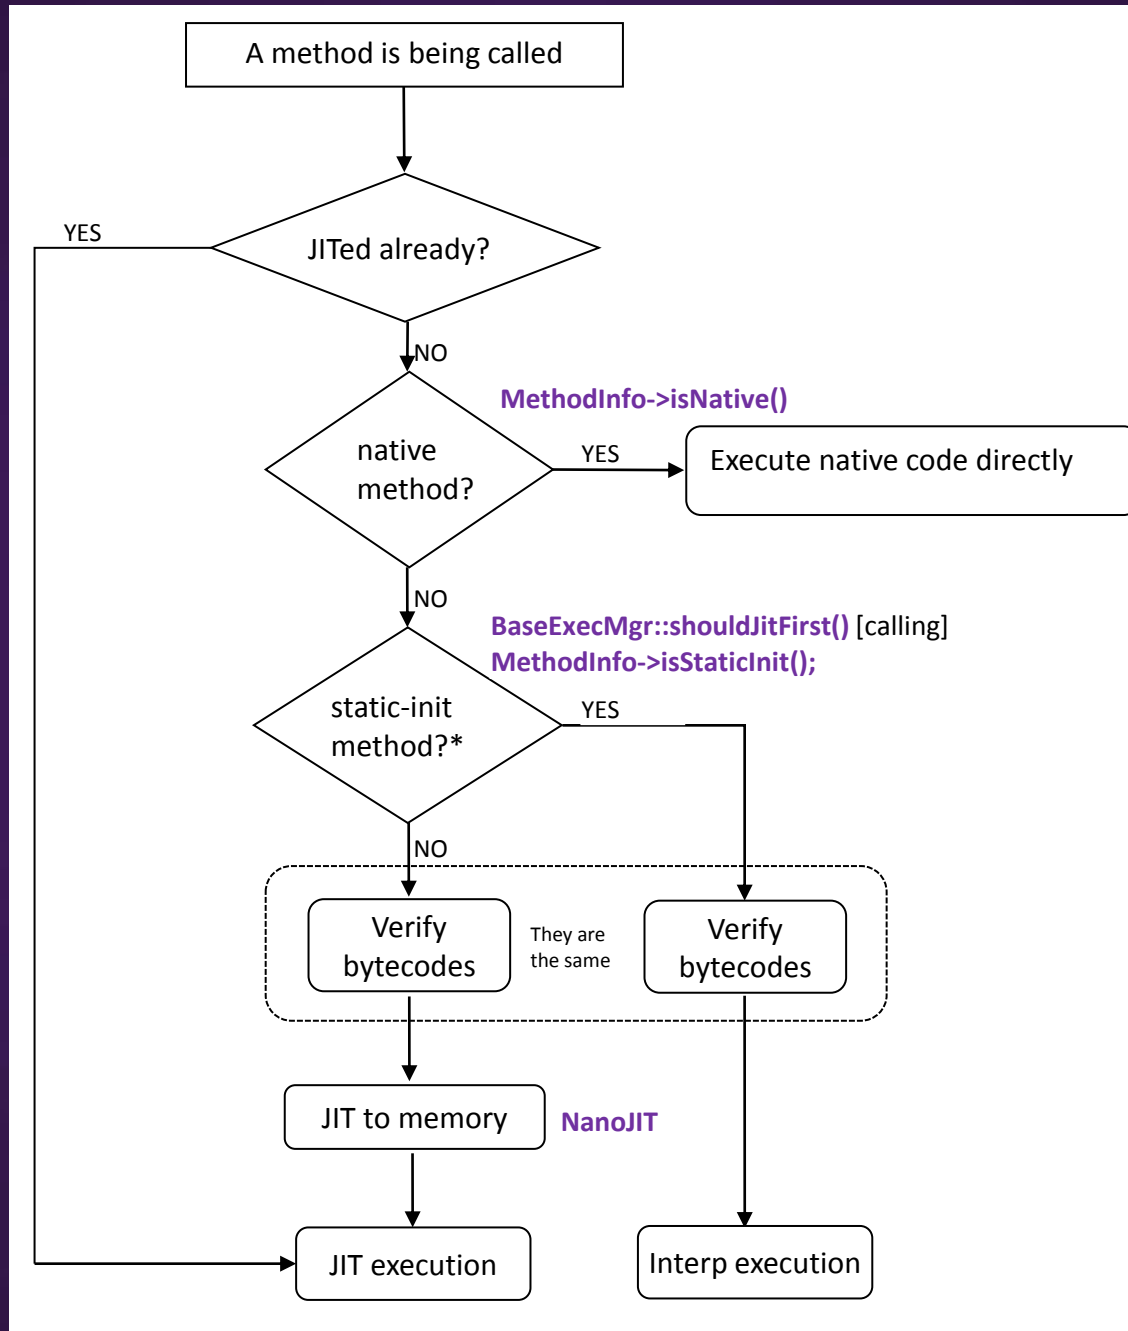 A method is being called
YES
JITed already?
NO
MethodInfo->isNative()
native
method?
YES
Execute native code directly
NO
BaseExecMgr::shouldJitFirst() [calling]
MethodInfo->isStaticInit();
static-init
method?*
YES
NO
Verify
bytecodes
They are
the same
Verify
bytecodes
JIT to memory
NanoJIT
JIT execution
Interp execution